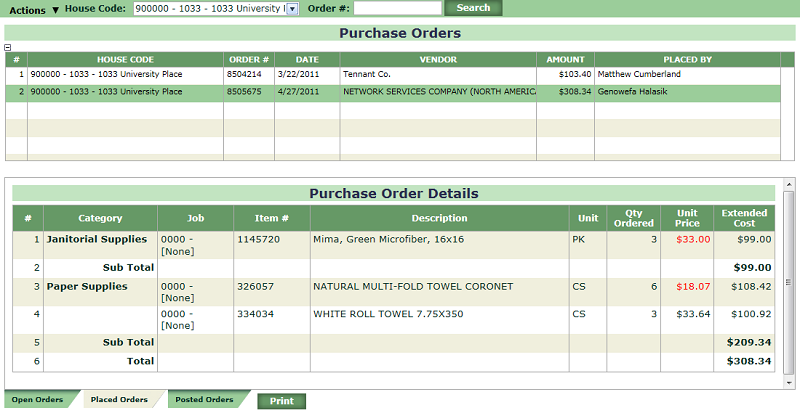 Actions ▼ House Code: 900000 - 1033 - 1033 University Order #: Search
Purchase Orders
# HOUSE CODE ORDER # DATE VENDOR AMOUNT PLACED BY
1 900000 - 1033 - 1033 University Place 8504214 3/22/2011 Tennant Co. $103.40 Matthew Cumberland
2 900000 - 1033 - 1033 University Place 8505675 4/27/2011 NETWORK SERVICES COMPANY (NORTH AMERICA $308.34 Genowefa Halasik
Purchase Order Details
# Category Job Item # Description Unit Qty Ordered Unit Price Extended Cost
1 Janitorial Supplies 0000 - [None] 1145720 Mima, Green Microfiber, 16x16 PK 3 $33.00 $99.00
2 Sub Total $99.00
3 Paper Supplies 0000 - [None] 326057 NATURAL MULTI-FOLD TOWEL CORONET CS 6 $18.07 $108.42
4 0000 - [None] 334034 WHITE ROLL TOWEL 7.75X350 CS 3 $33.64 $100.92
5 Sub Total $209.34
6 Total $308.34
Open Orders Placed Orders Posted Orders Print